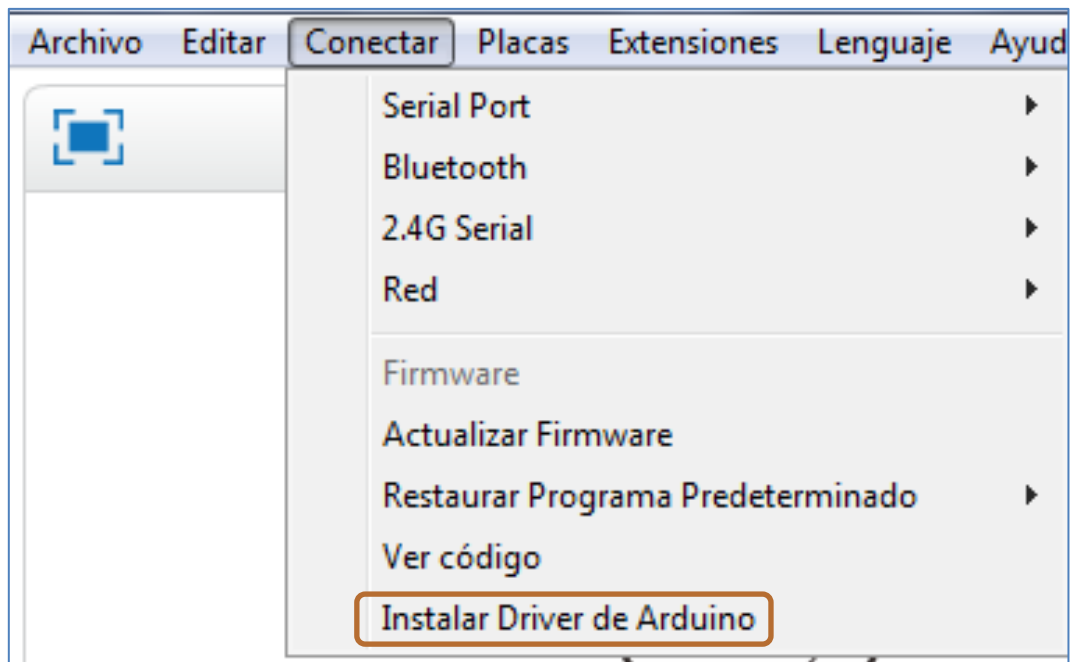 Archivo Editar Conectar Placas Extensiones Lenguaje Ayud
Serial Port
Bluetooth
2.4G Serial
Red
Firmware
Actualizar Firmware
Restaurar Programa Predeterminado
Ver código
Instalar Driver de Arduino